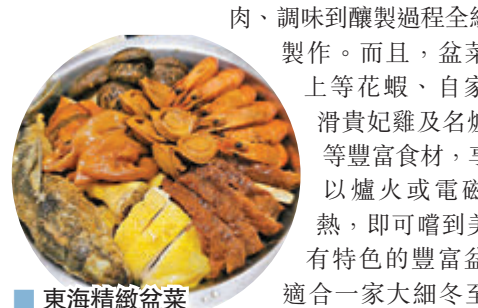 肉、調味到釀製過程全
製作。而且，盆菜
上等花蝦、自家
滑貴妃雞及名
等豐富食材，
以爐火或電磁
熱，即可嚐到美
有特色的豐富盆
適合一家大細冬至
東海精緻盆菜